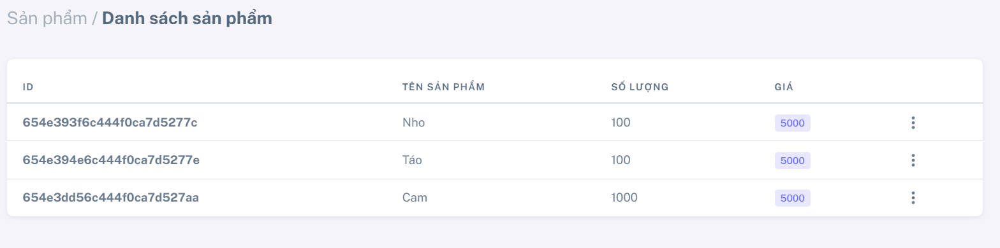 Sản phẩm / Danh sách sản phẩm
ID TÊN SẢN PHẨM SỐ LƯỢNG GIÁ
654e393f6c444f0ca7d5277c Nho 100 5000
654e394e6c444f0ca7d5277e Táo 100 5000
654e3dd56c444f0ca7d527aa Cam 1000 5000